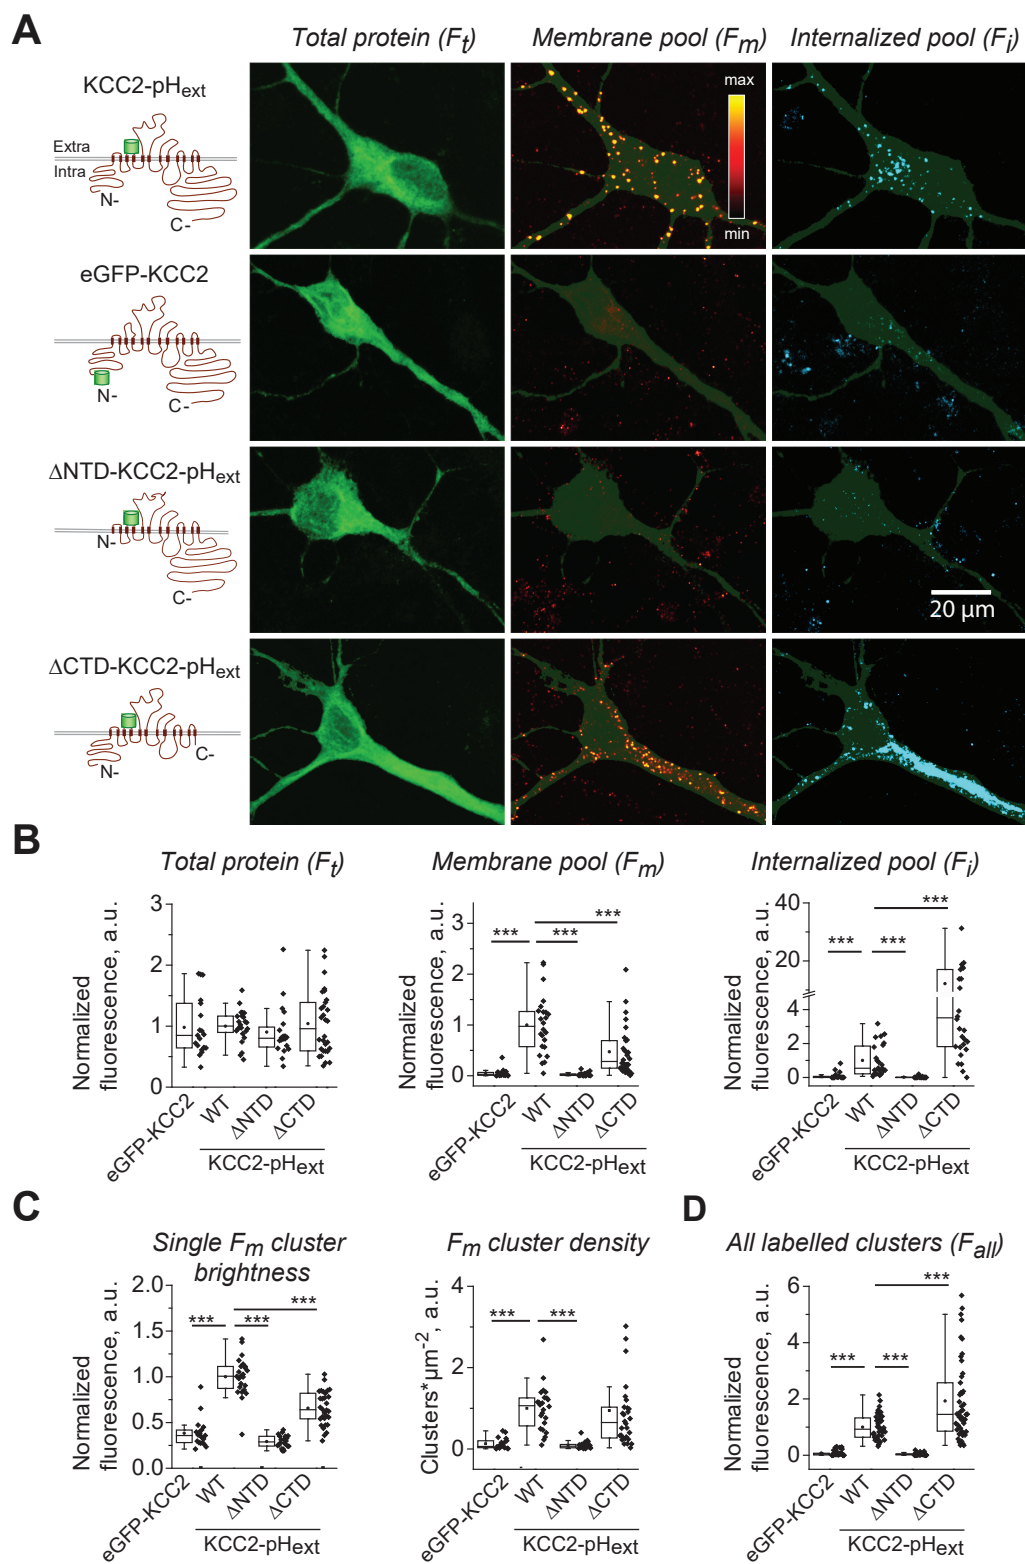 A
Total protein (Ft)
Membrane pool (Fm)
Internalized pool (Fi)
KCC2-pHext
Extra
Intra
N-
C-
max
min
eGFP-KCC2
N-
C-
ΔNTD-KCC2-pHext
N-
C-
20 µm
ΔCTD-KCC2-pHext
N-
C-
B
Total protein (Ft)
Normalized
fluorescence, a.u.
3
2
1
0
eGFP-KCC2
WT
ΔNTD
ΔCTD
KCC2-pHext
Membrane pool (Fm)
Normalized
fluorescence, a.u.
3
2
1
0
***
***
***
eGFP-KCC2
WT
ΔNTD
ΔCTD
KCC2-pHext
Internalized pool (Fi)
Normalized
fluorescence, a.u.
40
20
4
2
0
***
***
***
eGFP-KCC2
WT
ΔNTD
ΔCTD
KCC2-pHext
C
Single Fm cluster
brightness
Normalized
fluorescence, a.u.
2.0
1.5
1.0
0.5
0.0
***
***
***
eGFP-KCC2
WT
ΔNTD
ΔCTD
KCC2-pHext
Fm cluster density
Clusters*µm-2, a.u.
4
2
0
***
***
eGFP-KCC2
WT
ΔNTD
ΔCTD
KCC2-pHext
D
All labelled clusters (Fall)
Normalized
fluorescence, a.u.
6
4
2
0
***
***
***
eGFP-KCC2
WT
ΔNTD
ΔCTD
KCC2-pHext